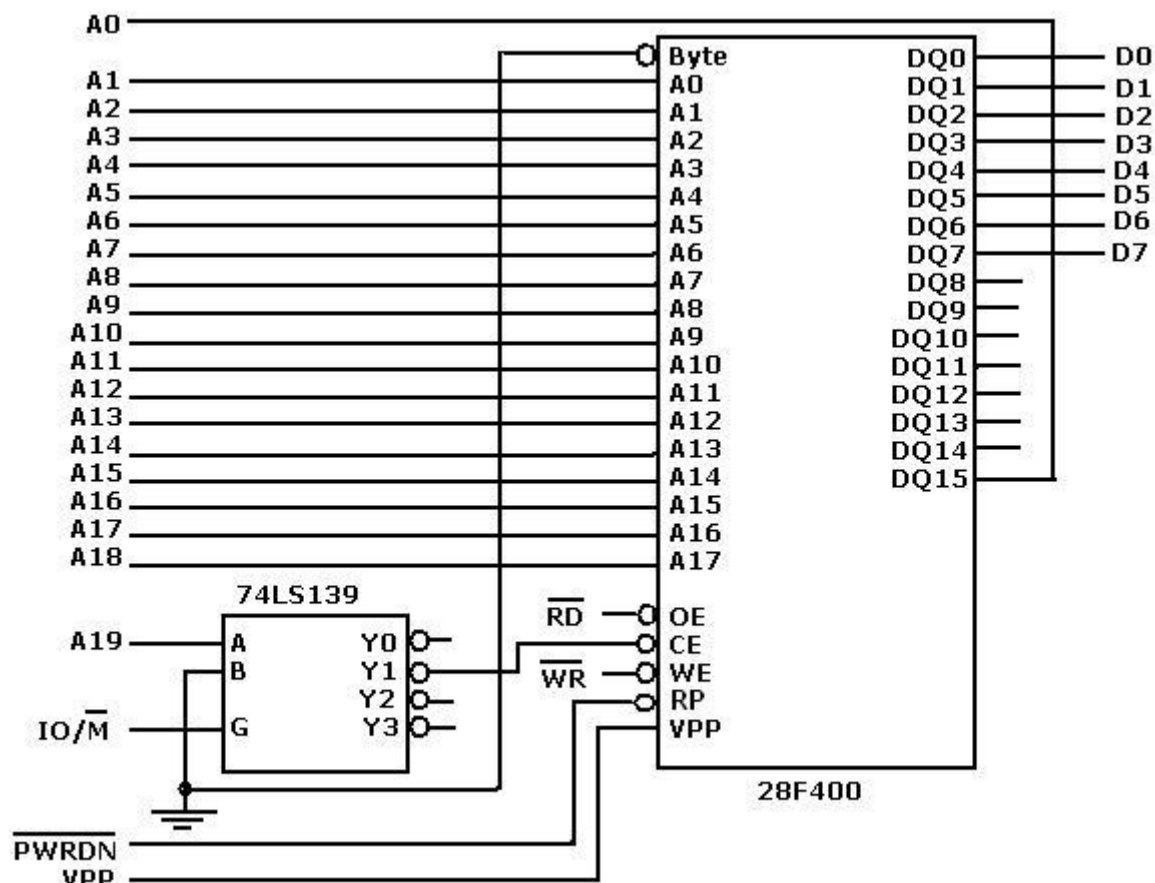 A0
Byte DQ0 D0
A1 A0 DQ1 D1
A2 A1 DQ2 D2
A3 A2 DQ3 D3
A4 A3 DQ4 D4
A5 A4 DQ5 D5
A6 A5 DQ6 D6
A7 A6 DQ7 D7
A8 A7 DQ8
A9 A8 DQ9
A10 A9 DQ10
A11 A10 DQ11
A12 A11 DQ12
A13 A12 DQ13
A14 A13 DQ14
A15 A14 DQ15
A16 A15
A17 A16
A18 A17
74LS139
R̅D̅ OE
A19 A Y0 CE
B Y1 W̅R̅ WE
Y2 RP
IO/M̅ G Y3 VPP
28F400
P̅W̅R̅D̅N̅
VPP